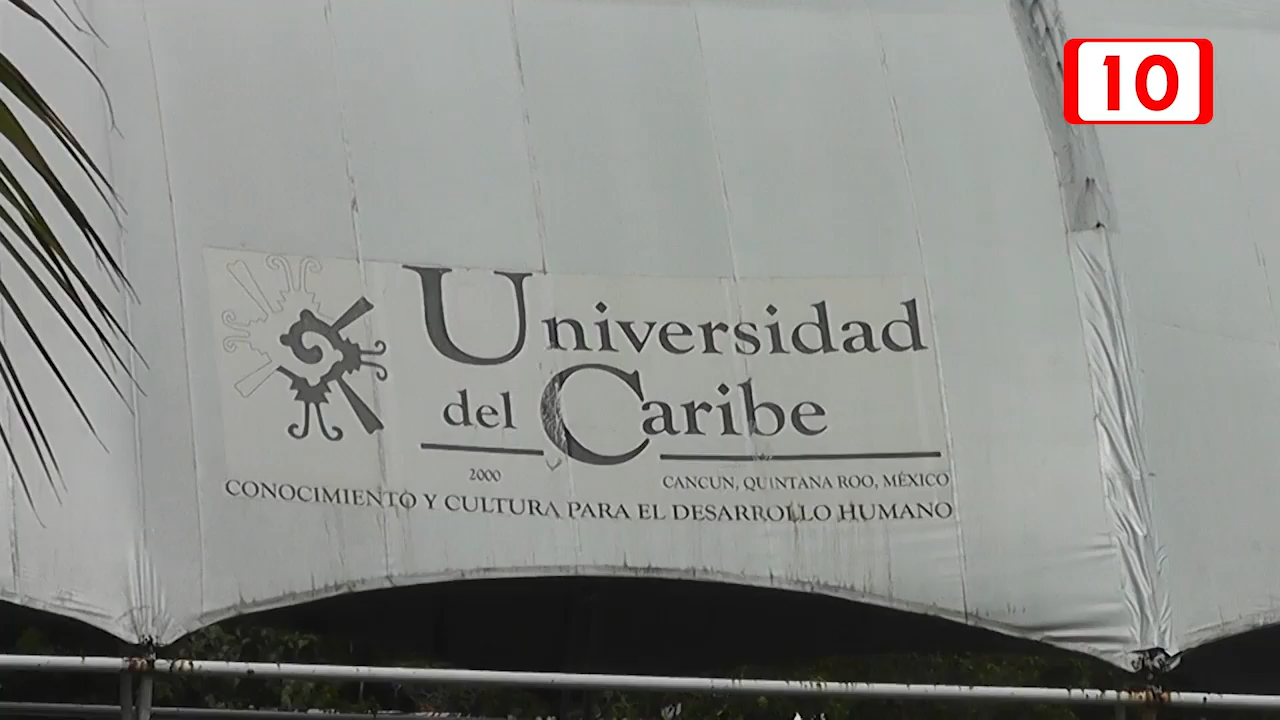 10
Universidad
del Caribe
2000
CANCUN, QUINTANA ROO, MÉXICO
CONOCIMIENTO Y CULTURA PARA EL DESARROLLO HUMANO